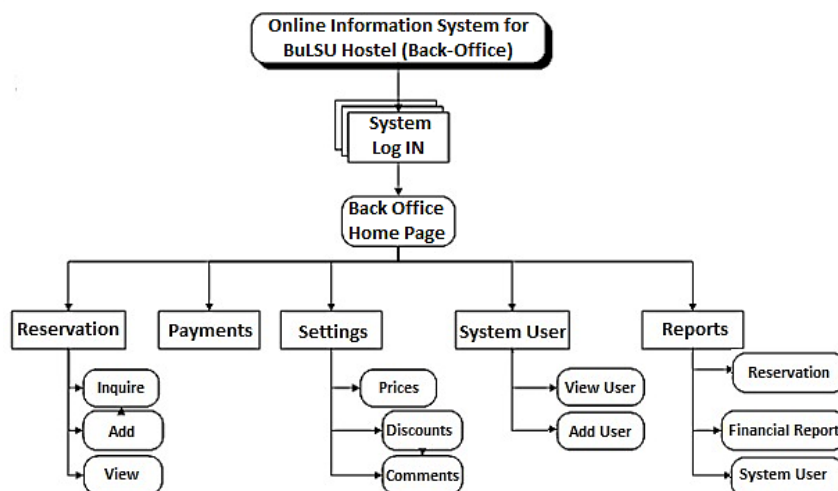 Online Information System for
BuLSU Hostel (Back-Office)
System
Log IN
Back Office
Home Page
Reservation
Payments
Settings
System User
Reports
Inquire
Add
View
Prices
Discounts
Comments
View User
Add User
Reservation
Financial Report
System User